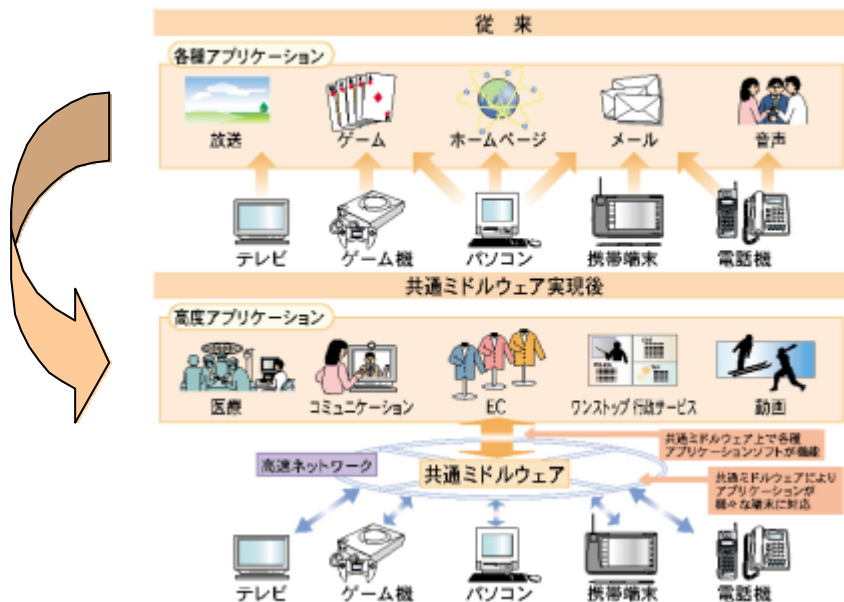 従 来
各種アプリケーション
放送
ゲーム
ホームページ
メール
音声
テレビ
ゲーム機
パソコン
携帯端末
電話機
共通ミドルウェア実現後
高度アプリケーション
医療
コミュニケーション
EC
ワンストップ行政サービス
動画
共通ミドルウェア上で各種
アプリケーションソフトが機能
高速ネットワーク
共通ミドルウェア
共通ミドルウェアにより
アプリケーションが
様々な端末に対応
テレビ
ゲーム機
パソコン
携帯端末
電話機